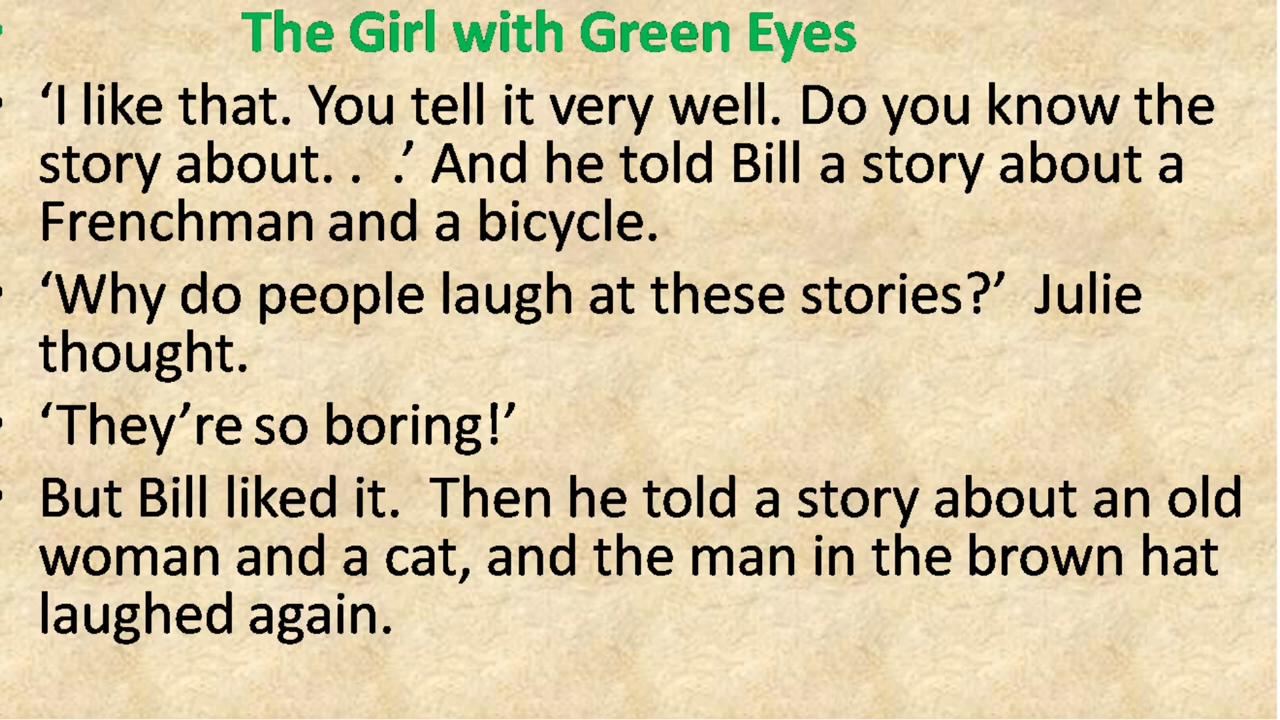 The Girl with Green Eyes
• ‘I like that. You tell it very well. Do you know the
story about. . .’ And he told Bill a story about a
Frenchman and a bicycle.
• ‘Why do people laugh at these stories?’ Julie
thought.
• ‘They’re so boring!’
• But Bill liked it. Then he told a story about an old
woman and a cat, and the man in the brown hat
laughed again.